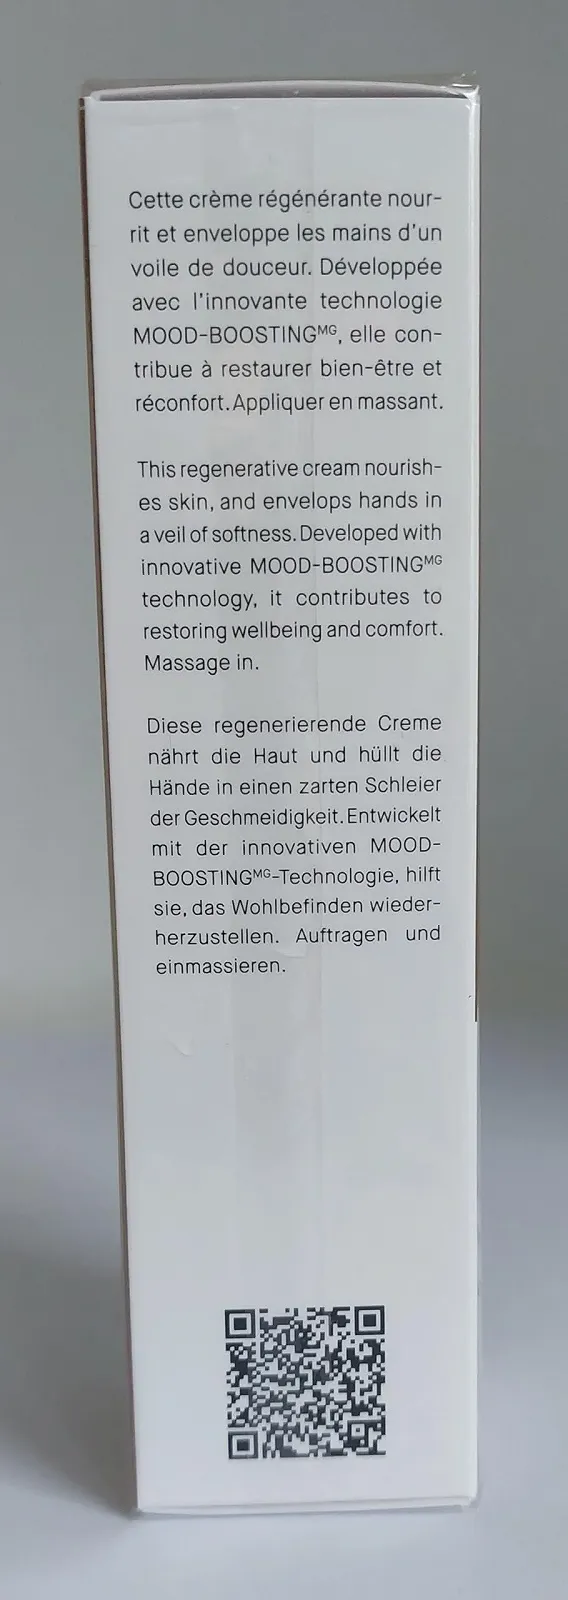 Cette crème régénérante nour-
rit et enveloppe les mains d'un
voile de douceur. Développée
avec l'innovante technologie
MOOD-BOOSTINGᴹᴳ, elle con-
tribue à restaurer bien-être et
réconfort. Appliquer en massant.
This regenerative cream nourish-
es skin, and envelops hands in
a veil of softness. Developed with
innovative MOOD-BOOSTINGᴹᴳ
technology, it contributes to
restoring wellbeing and comfort.
Massage in.
Diese regenerierende Creme
nährt die Haut und hüllt die
Hände in einen zarten Schleier
der Geschmeidigkeit. Entwickelt
mit der innovativen MOOD-
BOOSTINGᴹᴳ-Technologie, hilft
sie, das Wohlbefinden wieder-
herzustellen. Auftragen und
einmassieren.